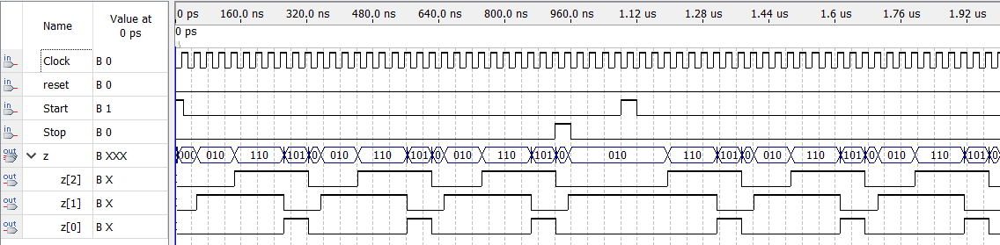 Name
Value at
0 ps
0 ps 160.0 ns 320.0 ns 480.0 ns 640.0 ns 800.0 ns 960.0 ns 1.12 us 1.28 us 1.44 us 1.6 us 1.76 us 1.92 us
0 ps
in Clock B 0
in reset B 0
in Start B 1
in Stop B 0
out z B XXX 000 010 110 101 0 010 110 101 0 010 110 101 0 010 110 101 0 010 110 101 0 110 101 0
out z[2] B X
out z[1] B X
out z[0] B X